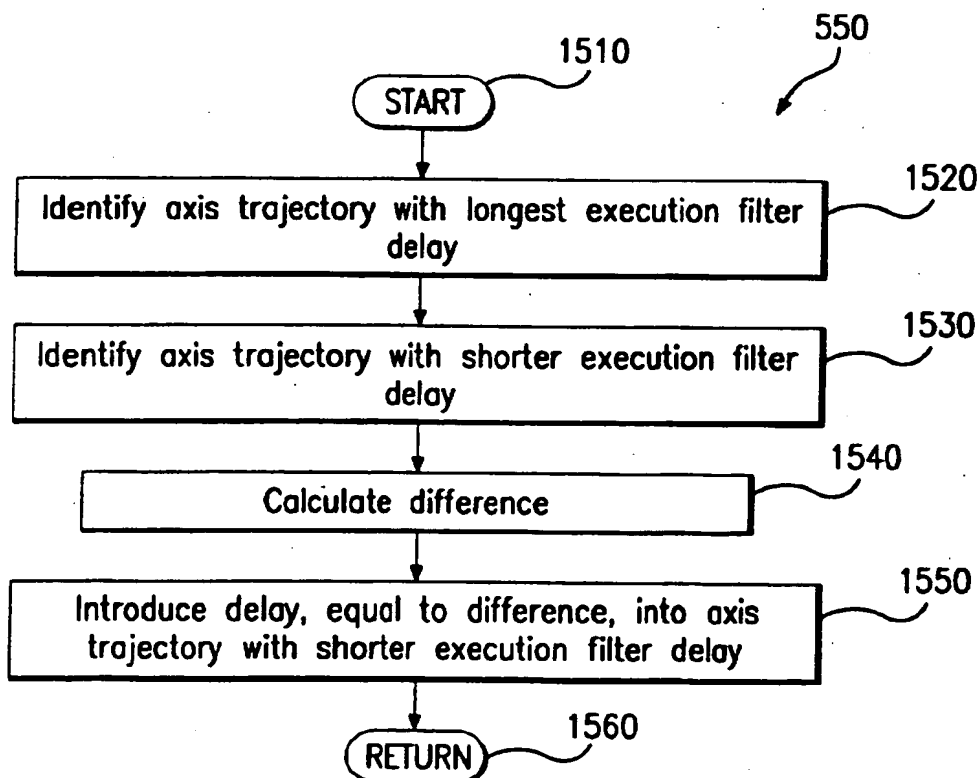 550
1510
START
1520
Identify axis trajectory with longest execution filter
delay
1530
Identify axis trajectory with shorter execution filter
delay
1540
Calculate difference
1550
Introduce delay, equal to difference, into axis
trajectory with shorter execution filter delay
1560
RETURN